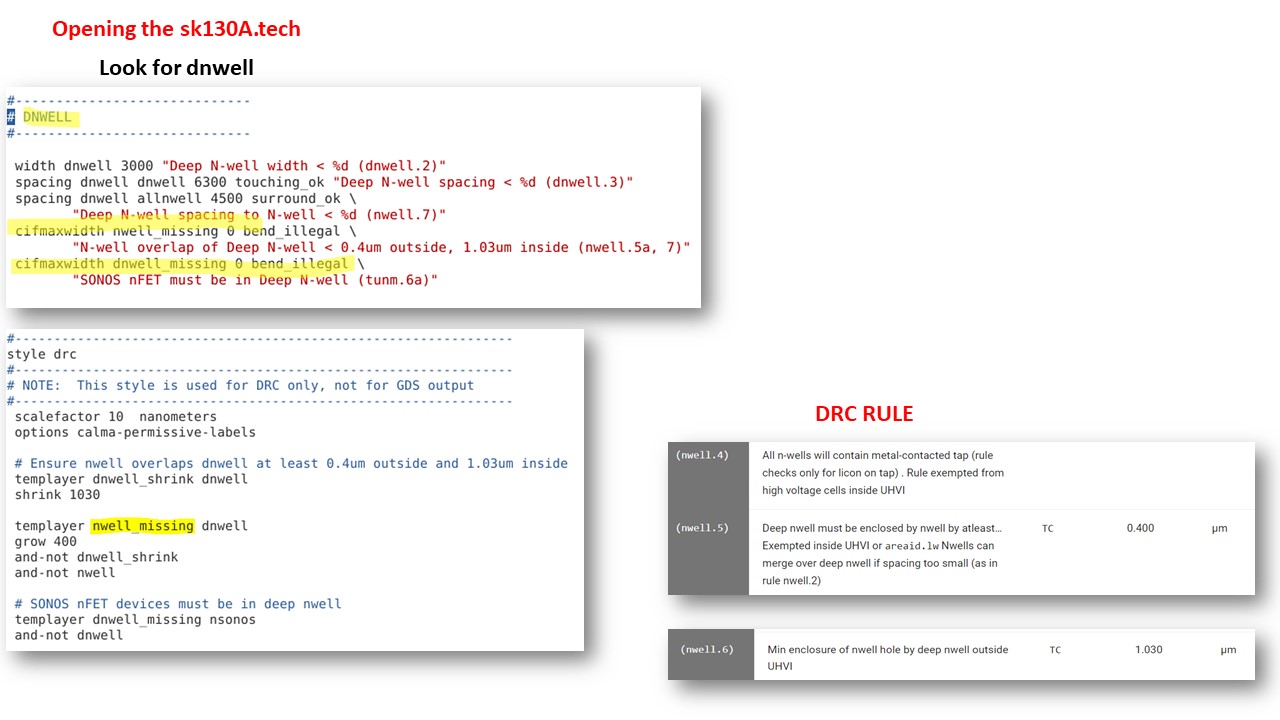 Opening the sk130A.tech
Look for dnwell
#-----------------------------
# DNWELL
#-----------------------------
width dnwell 3000 "Deep N-well width < %d (dnwell.2)"
spacing dnwell dnwell 6300 touching_ok "Deep N-well spacing < %d (dnwell.3)"
spacing dnwell allnwell 4500 surround_ok \
"Deep N-well spacing to N-well < %d (nwell.7)"
cifmaxwidth nwell_missing 0 bend_illegal \
"N-well overlap of Deep N-well < 0.4um outside, 1.03um inside (nwell.5a, 7)"
cifmaxwidth dnwell_missing 0 bend_illegal \
"SONOS nFET must be in Deep N-well (tunm.6a)"
#--------------------------------------------------------------
style drc
#--------------------------------------------------------------
# NOTE:  This style is used for DRC only, not for GDS output
#--------------------------------------------------------------
scalefactor 10  nanometers
options calma-permissive-labels
# Ensure nwell overlaps dnwell at least 0.4um outside and 1.03um inside
templayer dnwell_shrink dnwell
shrink 1030
templayer nwell_missing dnwell
grow 400
and-not dnwell_shrink
and-not nwell
# SONOS nFET devices must be in deep nwell
templayer dnwell_missing nsonos
and-not dnwell
DRC RULE
(nwell.4) All n-wells will contain metal-contacted tap (rule
checks only for licon on tap) . Rule exempted from
high voltage cells inside UHVI
(nwell.5) Deep nwell must be enclosed by nwell by atleast… TC 0.400 µm
Exempted inside UHVI or areaid.lw Nwells can
merge over deep nwell if spacing too small (as in
rule nwell.2)
(nwell.6) Min enclosure of nwell hole by deep nwell outside TC 1.030 µm
UHVI